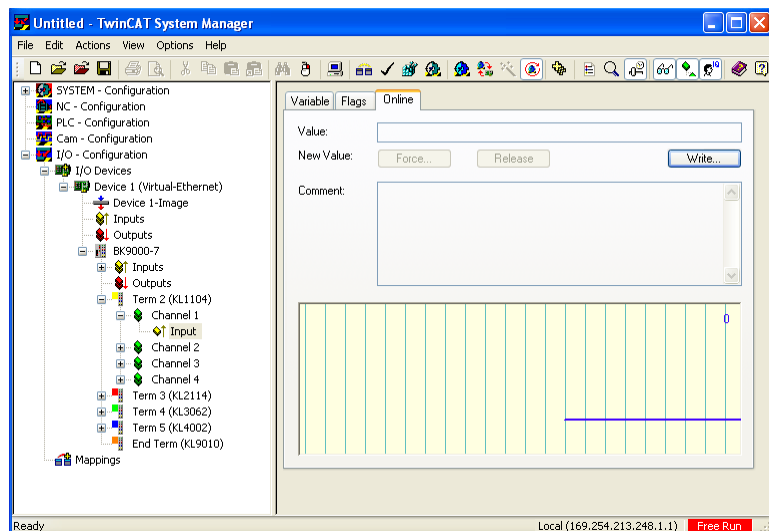 Untitled - TwinCAT System Manager
File Edit Actions View Options Help
SYSTEM - Configuration
NC - Configuration
PLC - Configuration
Cam - Configuration
I/O - Configuration
I/O Devices
Device 1 (Virtual-Ethernet)
Device 1-Image
Inputs
Outputs
BK9000-7
Inputs
Outputs
Term 2 (KL1104)
Channel 1
Input
Channel 2
Channel 3
Channel 4
Term 3 (KL2114)
Term 4 (KL3062)
Term 5 (KL4002)
End Term (KL9010)
Mappings
Variable Flags Online
Value:
New Value: Force... Release Write...
Comment:
0
Ready Local (169.254.213.248.1.1) Free Run